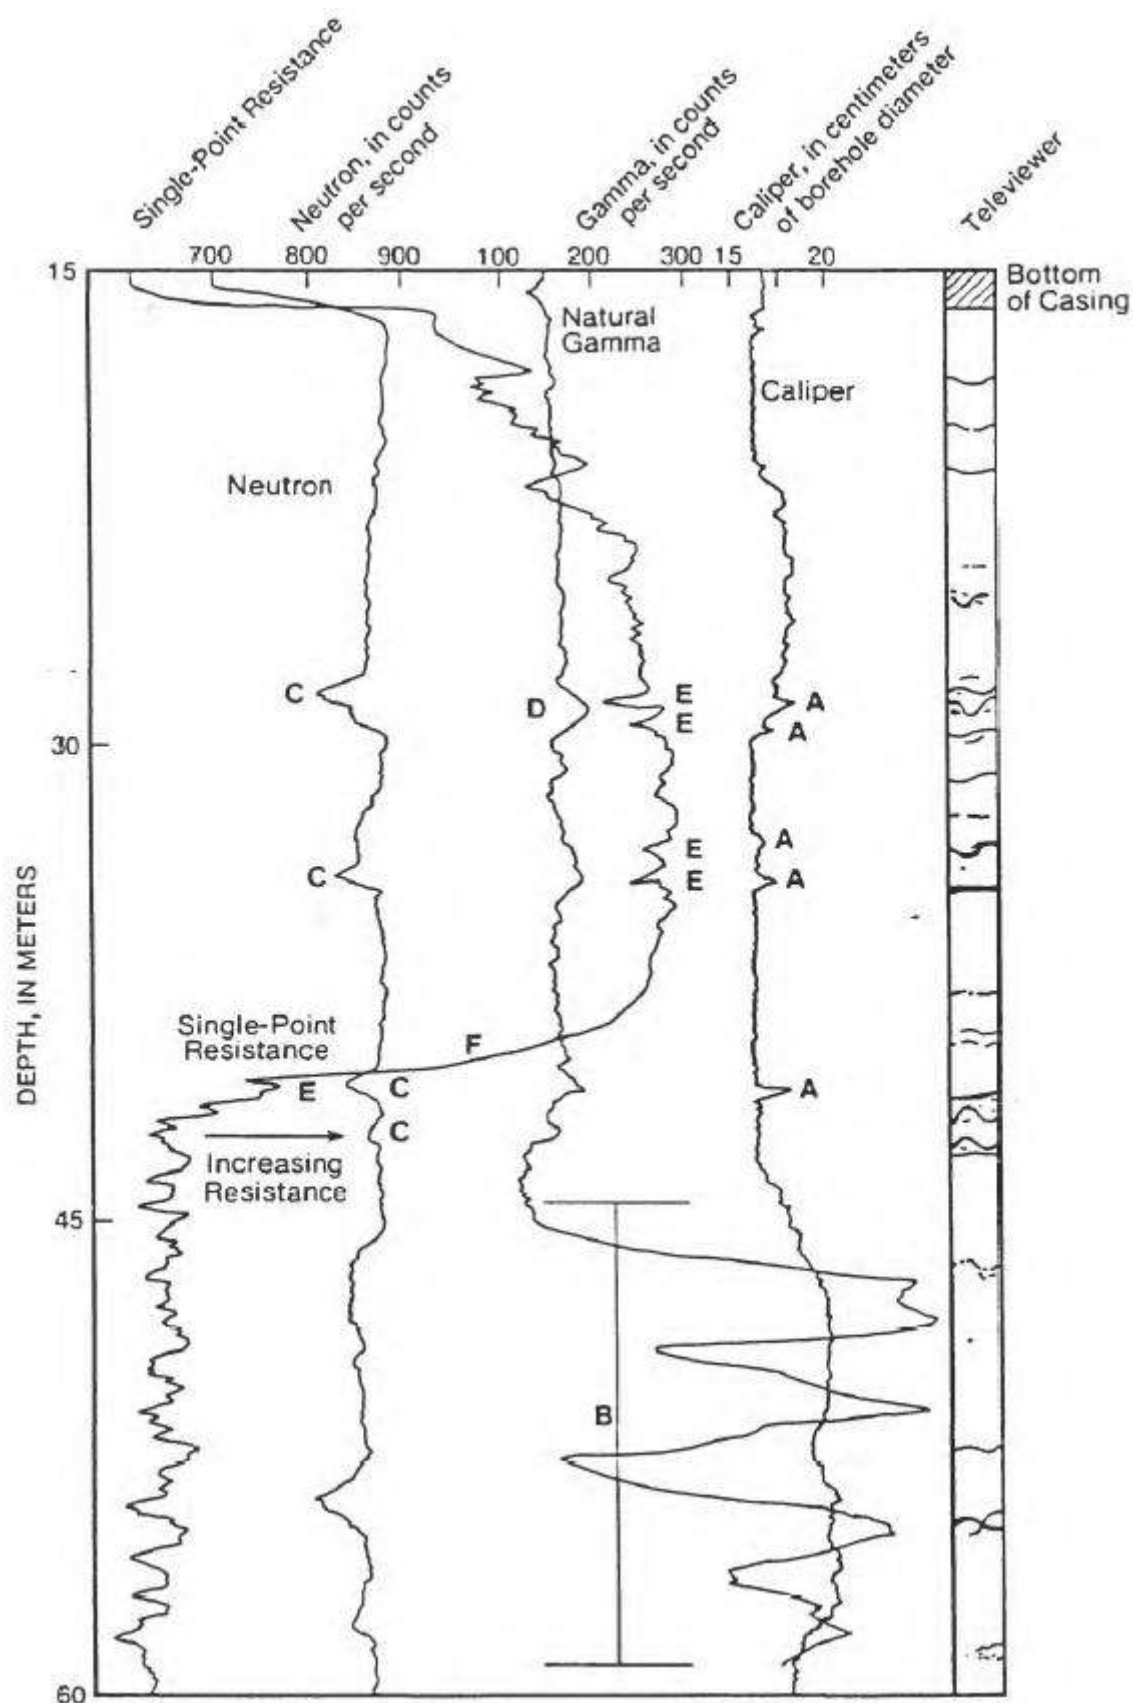 Single-Point Resistance
Neutron, in counts
per second
Gamma, in counts
per second
Caliper, in centimeters
of borehole diameter
Televiewer
700 800 900 100 200 300 15 20
15
Bottom
of Casing
Natural
Gamma
Caliper
Neutron
C
D
E
A
E
A
30
A
E
C
E
A
DEPTH, IN METERS
Single-Point
Resistance
F
E
C
A
C
Increasing
Resistance
45
B
60